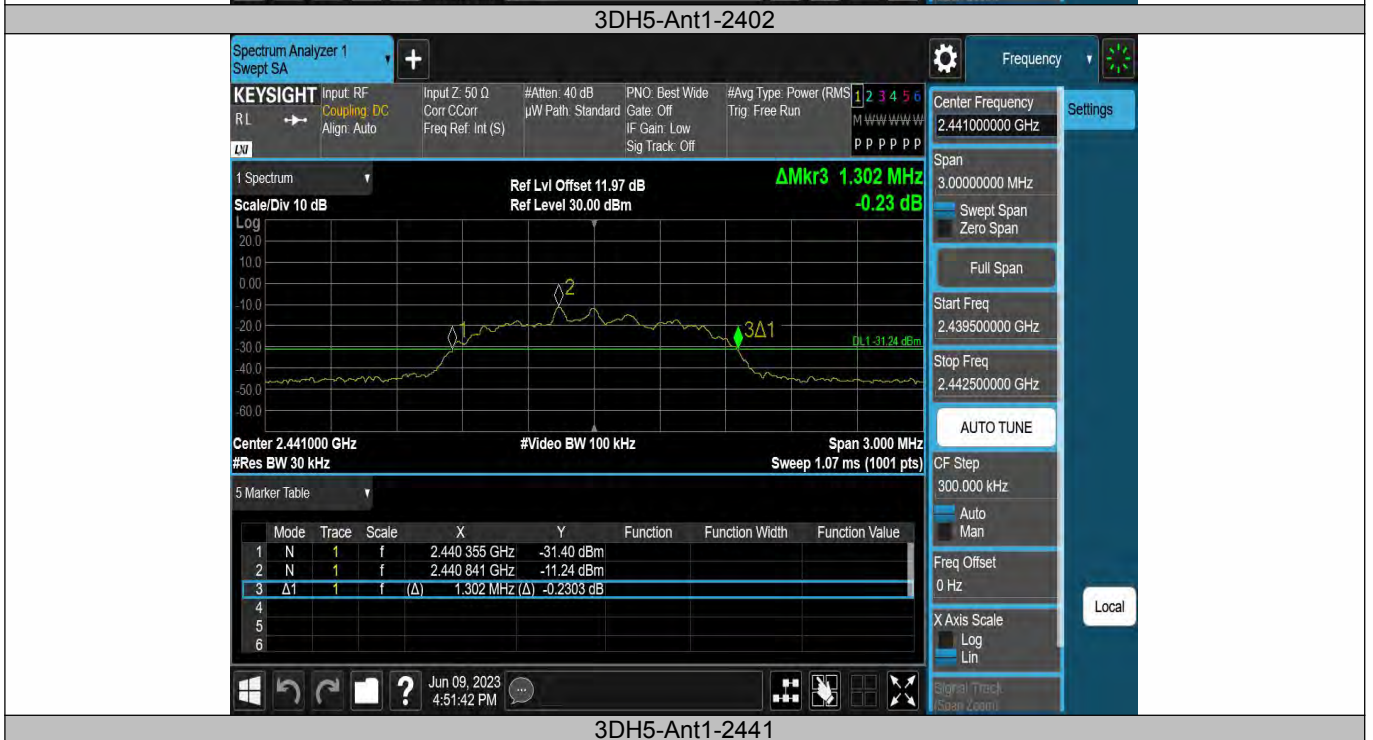 3DH5-Ant1-2402
Spectrum Analyzer 1
Swept SA
+
Frequency
KEYSIGHT
RL
LXI
Input: RF
Coupling: DC
Align: Auto
Input Z: 50 Ω
Corr CCorr
Freq Ref: Int (S)
#Atten: 40 dB
µW Path: Standard
PNO: Best Wide
Gate: Off
IF Gain: Low
Sig Track: Off
#Avg Type: Power (RMS
Trig: Free Run
1 2 3 4 5 6
M W W W W W
P P P P P P
Center Frequency
2.441000000 GHz
Settings
Span
3.00000000 MHz
Swept Span
Zero Span
Full Span
Start Freq
2.439500000 GHz
Stop Freq
2.442500000 GHz
AUTO TUNE
CF Step
300.000 kHz
Auto
Man
Freq Offset
0 Hz
X Axis Scale
Log
Lin
Signal Track
(Span Zoom)
Local
1 Spectrum
Scale/Div 10 dB
Ref Lvl Offset 11.97 dB
Ref Level 30.00 dBm
ΔMkr3 1.302 MHz
-0.23 dB
Log
20.0
10.0
0.00
-10.0
-20.0
-30.0
-40.0
-50.0
-60.0
1
2
3Δ1
DL1 -31.24 dBm
Center 2.441000 GHz
#Video BW 100 kHz
Span 3.000 MHz
#Res BW 30 kHz
Sweep 1.07 ms (1001 pts)
5 Marker Table
Mode Trace Scale X Y Function Function Width Function Value
1 N 1 f 2.440 355 GHz -31.40 dBm
2 N 1 f 2.440 841 GHz -11.24 dBm
3 Δ1 1 f (Δ) 1.302 MHz (Δ) -0.2303 dB
4
5
6
?
Jun 09, 2023
4:51:42 PM
3DH5-Ant1-2441